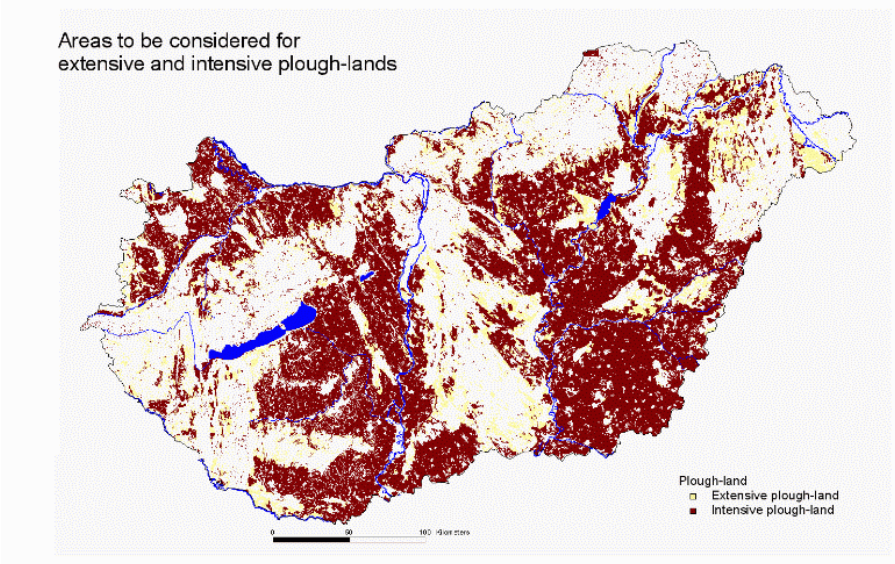 Areas to be considered for
extensive and intensive plough-lands
Plough-land
Extensive plough-land
Intensive plough-land
0 50 100 Kilometers